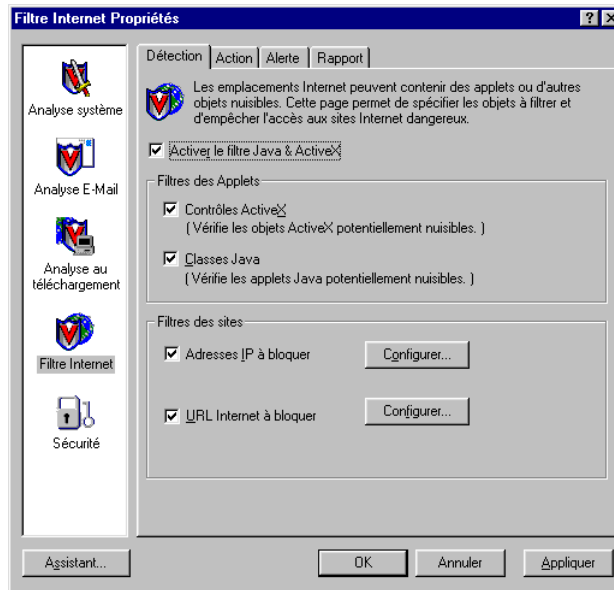 Filtre Internet Propriétés
Analyse système
Analyse E-Mail
Analyse au
téléchargement
Filtre Internet
Sécurité
Détection
Action
Alerte
Rapport
Les emplacements Internet peuvent contenir des applets ou d'autres
objets nuisibles. Cette page permet de spécifier les objets à filtrer et
d'empêcher l'accès aux sites Internet dangereux.
Activer le filtre Java & ActiveX
Filtres des Applets
Contrôles ActiveX
( Vérifie les objets ActiveX potentiellement nuisibles. )
Classes Java
( Vérifie les applets Java potentiellement nuisibles. )
Filtres des sites
Adresses IP à bloquer
Configurer...
URL Internet à bloquer
Configurer...
Assistant...
OK
Annuler
Appliquer